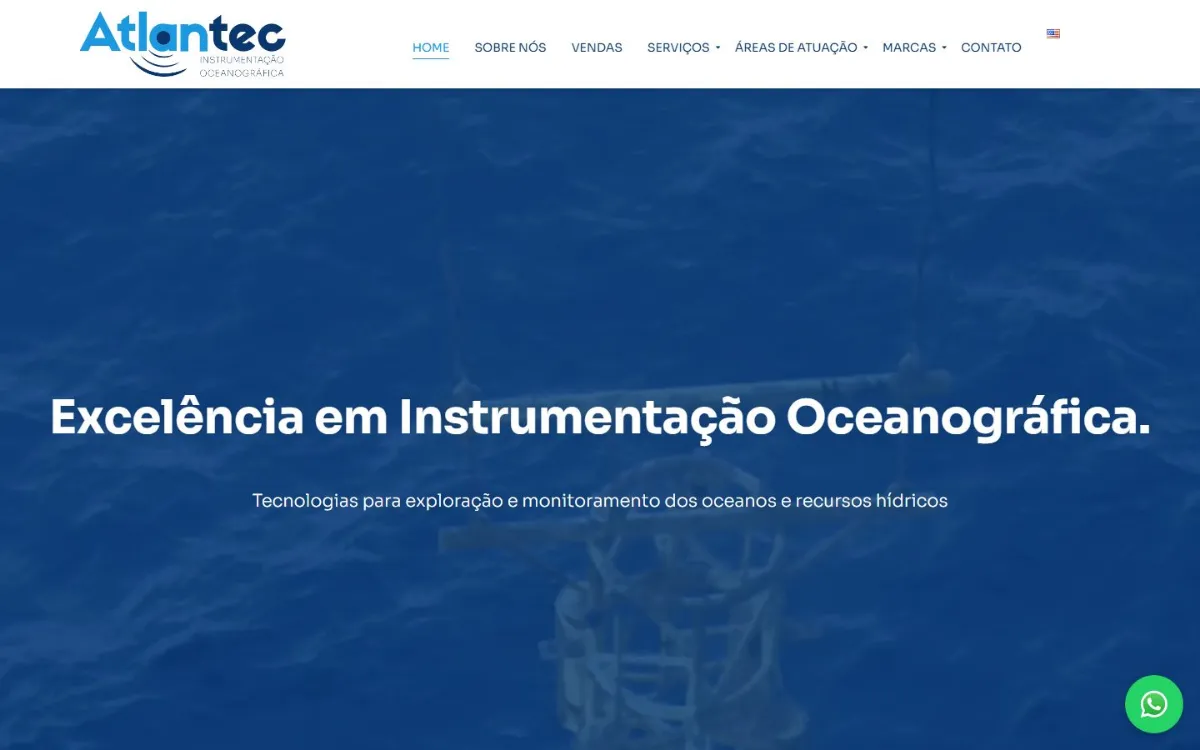 Atlantec
INSTRUMENTAÇÃO
OCEANOGRÁFICA
HOME SOBRE NÓS VENDAS SERVIÇOS ÁREAS DE ATUAÇÃO MARCAS CONTATO
Excelência em Instrumentação Oceanográfica.
Tecnologias para exploração e monitoramento dos oceanos e recursos hídricos